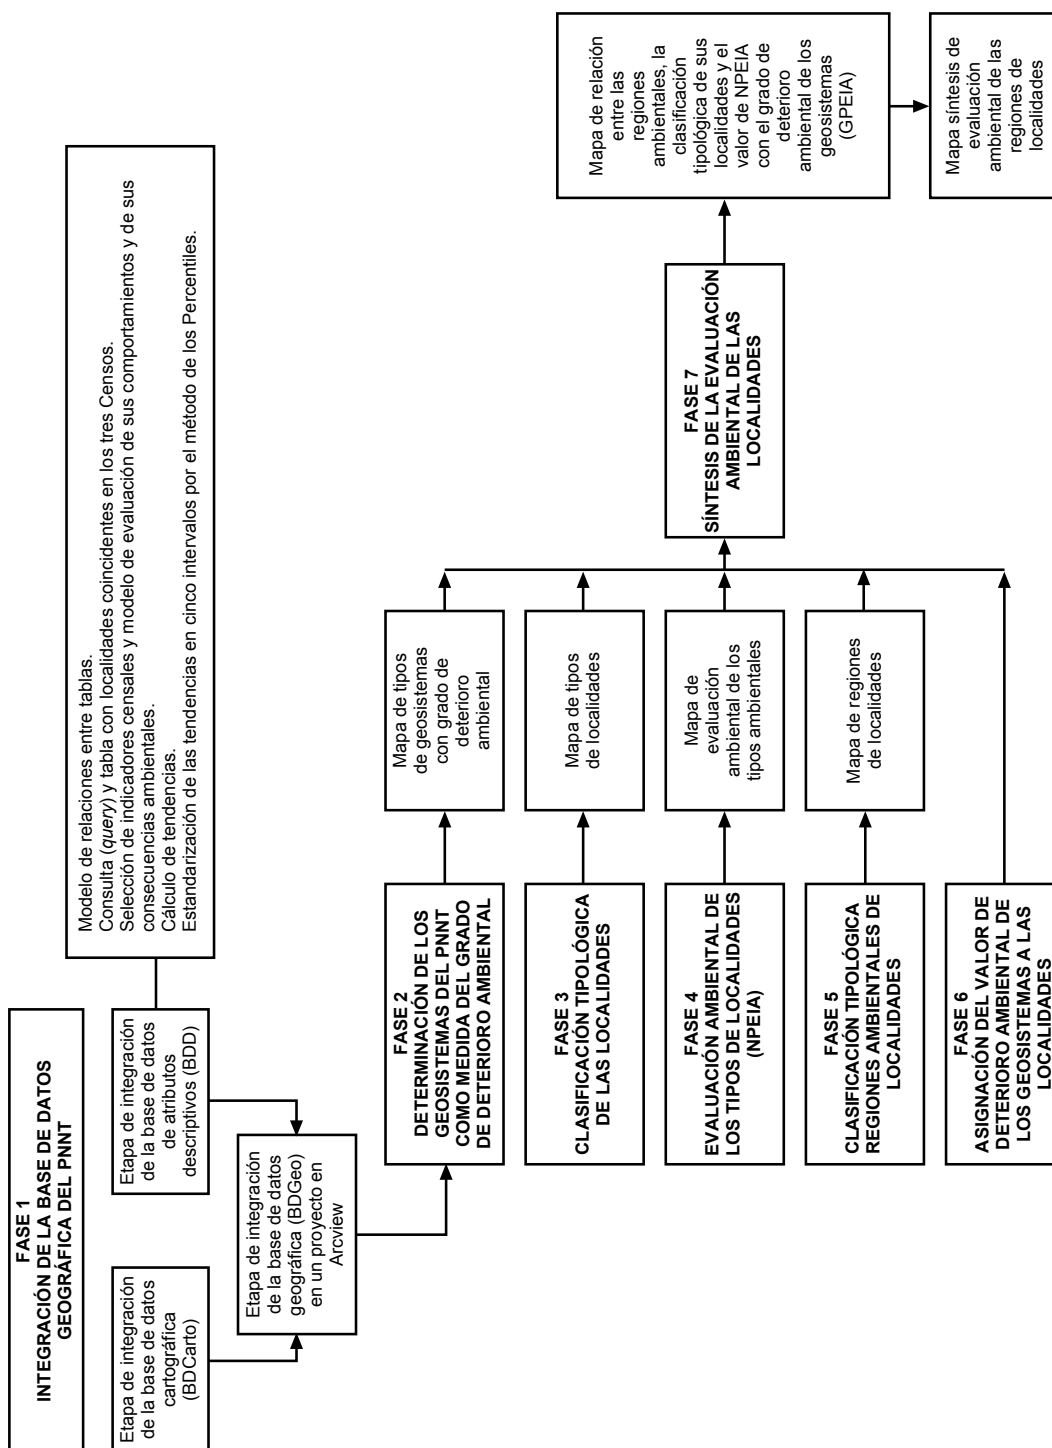 FASE 1
INTEGRACIÓN DE LA BASE DE DATOS
GEOGRÁFICA DEL PNNT
Etapa de integración
de la base de datos
cartográfica
(BDCarto)
Etapa de integración
de la base de datos
de atributos
descriptivos (BDD)
Modelo de relaciones entre tablas.
Consulta (query) y tabla con localidades coincidentes en los tres Censos.
Selección de indicadores censales y modelo de evaluación de sus comportamientos y de sus
consecuencias ambientales.
Cálculo de tendencias.
Estandarización de las tendencias en cinco intervalos por el método de los Percentiles.
Etapa de integración
de la base de datos
geográfica (BDGeo)
en un proyecto en
Arcview
FASE 2
DETERMINACIÓN DE LOS
GEOSISTEMAS DEL PNNT
COMO MEDIDA DEL GRADO
DE DETERIORO AMBIENTAL
Mapa de tipos
de geosistemas
con grado de
deterioro
ambiental
FASE 3
CLASIFICACIÓN TIPOLÓGICA
DE LAS LOCALIDADES
Mapa de tipos
de localidades
FASE 4
EVALUACIÓN AMBIENTAL DE
LOS TIPOS DE LOCALIDADES
(NPEIA)
Mapa de
evaluación
ambiental de los
tipos ambientales
FASE 5
CLASIFICACIÓN TIPOLÓGICA
REGIONES AMBIENTALES DE
LOCALIDADES
Mapa de regiones
de localidades
FASE 6
ASIGNACIÓN DEL VALOR DE
DETERIORO AMBIENTAL DE
LOS GEOSISTEMAS A LAS
LOCALIDADES
FASE 7
SÍNTESIS DE LA EVALUACIÓN
AMBIENTAL DE LAS
LOCALIDADES
Mapa de relación
entre las
regiones
ambientales, la
clasificación
tipológica de sus
localidades y el
valor de NPEIA
con el grado de
deterioro
ambiental de los
geosistemas
(GPEIA)
Mapa síntesis de
evaluación
ambiental de las
regiones de
localidades